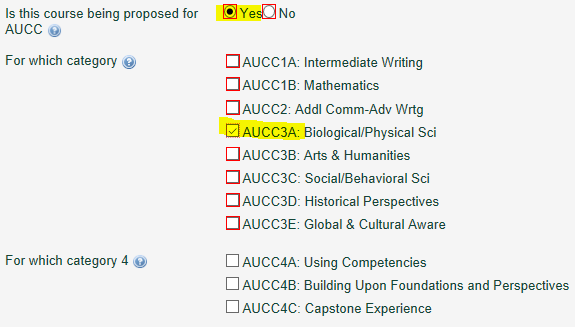 Is this course being proposed for
AUCC
Yes No
For which category
AUCC1A: Intermediate Writing
AUCC1B: Mathematics
AUCC2: Addl Comm-Adv Wrtg
AUCC3A: Biological/Physical Sci
AUCC3B: Arts & Humanities
AUCC3C: Social/Behavioral Sci
AUCC3D: Historical Perspectives
AUCC3E: Global & Cultural Aware
For which category 4
AUCC4A: Using Competencies
AUCC4B: Building Upon Foundations and Perspectives
AUCC4C: Capstone Experience